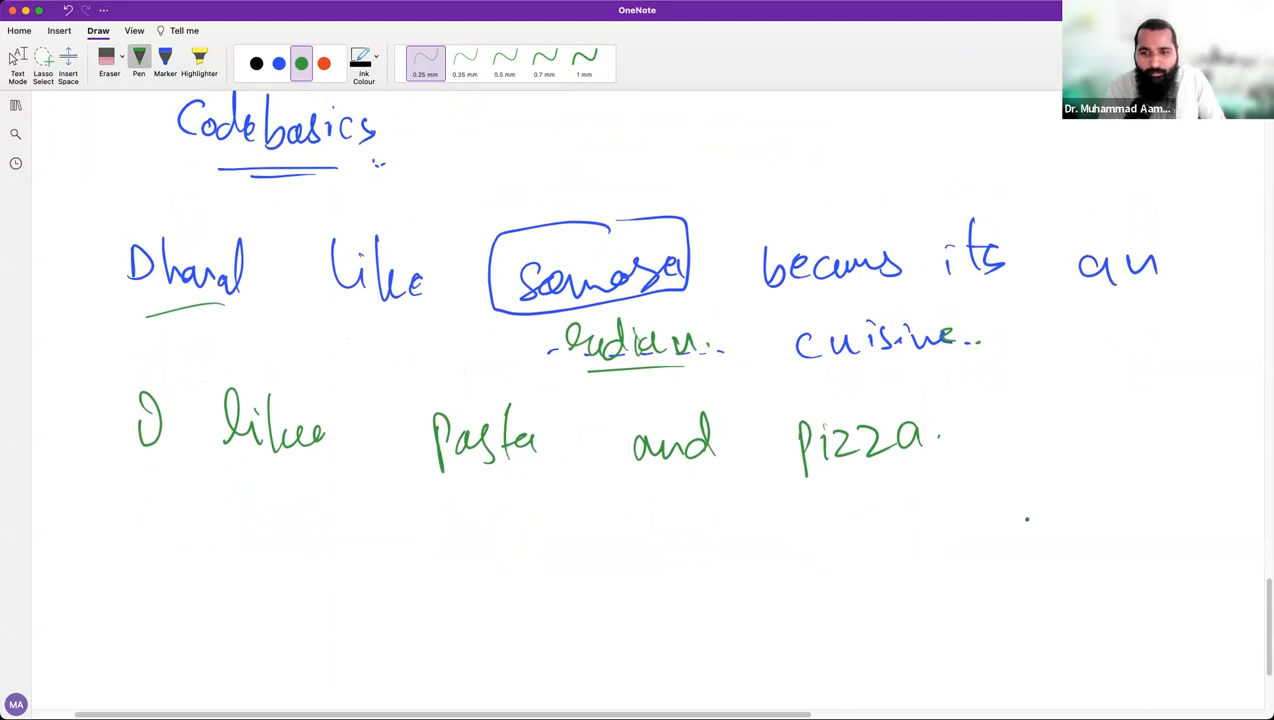 OneNote
Home Insert Draw View Tell me
Text Mode Lasso Select Insert Space Eraser Pen Marker Highlighter 0.25 mm 0.35 mm 0.5 mm 0.7 mm 1 mm Ink Colour
Dr. Muhammad Aam...
Codebasics
Dhaval like samosa becaus its an
indian. cuisine..
I like Pasta and pizza.
MA